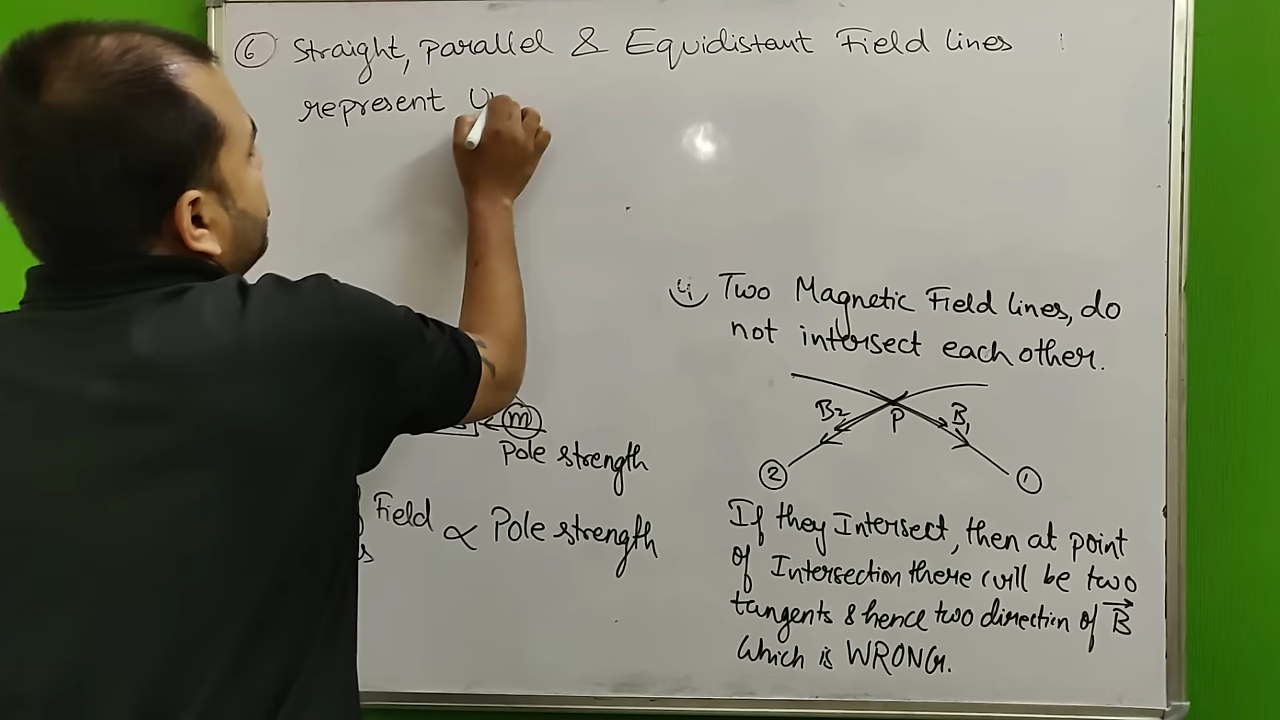 ⑥ Straight, parallel & Equidistant Field lines
represent
Two Magnetic Field lines, do
not intersect each other.
B₂ P B₁
② ①
m
Pole strength
Field ∝ Pole strength
If they Intersect, then at point
of Intersection there will be two
tangents & hence two direction of B⃗
which is WRONG.